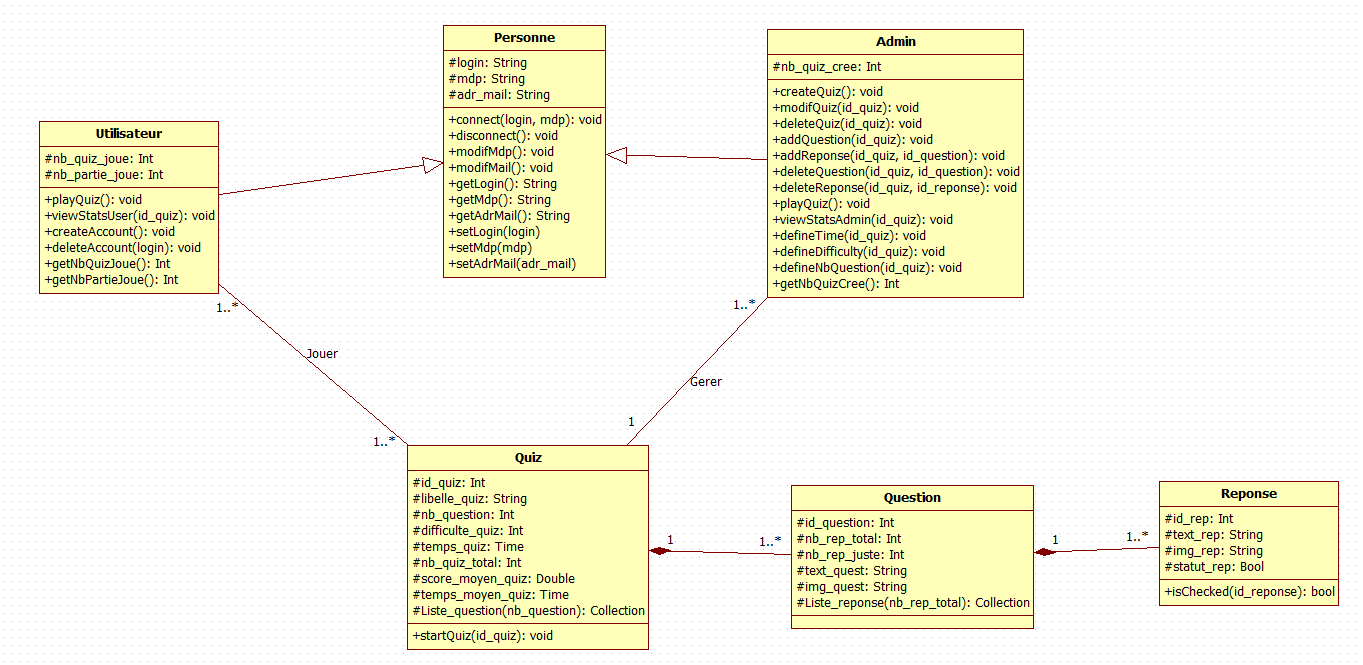 Personne
#login: String
#mdp: String
#adr_mail: String
+connect(login, mdp): void
+disconnect(): void
+modifMdp(): void
+modifMail(): void
+getLogin(): String
+getMdp(): String
+getAdrMail(): String
+setLogin(login)
+setMdp(mdp)
+setAdrMail(adr_mail)
Admin
#nb_quiz_cree: Int
+createQuiz(): void
+modifQuiz(id_quiz): void
+deleteQuiz(id_quiz): void
+addQuestion(id_quiz): void
+addReponse(id_quiz, id_question): void
+deleteQuestion(id_quiz, id_question): void
+deleteReponse(id_quiz, id_reponse): void
+playQuiz(): void
+viewStatsAdmin(id_quiz): void
+defineTime(id_quiz): void
+defineDifficulty(id_quiz): void
+defineNbQuestion(id_quiz): void
+getNbQuizCree(): Int
Utilisateur
#nb_quiz_joue: Int
#nb_partie_joue: Int
+playQuiz(): void
+viewStatsUser(id_quiz): void
+createAccount(): void
+deleteAccount(login): void
+getNbQuizJoue(): Int
+getNbPartieJoue(): Int
1..*
Jouer
1..*
1..*
Gerer
1
Quiz
#id_quiz: Int
#libelle_quiz: String
#nb_question: Int
#difficulte_quiz: Int
#temps_quiz: Time
#nb_quiz_total: Int
#score_moyen_quiz: Double
#temps_moyen_quiz: Time
#Liste_question(nb_question): Collection
+startQuiz(id_quiz): void
1
1..*
Question
#id_question: Int
#nb_rep_total: Int
#nb_rep_juste: Int
#text_quest: String
#img_quest: String
#Liste_reponse(nb_rep_total): Collection
1
1..*
Reponse
#id_rep: Int
#text_rep: String
#img_rep: String
#statut_rep: Bool
+isChecked(id_reponse): bool